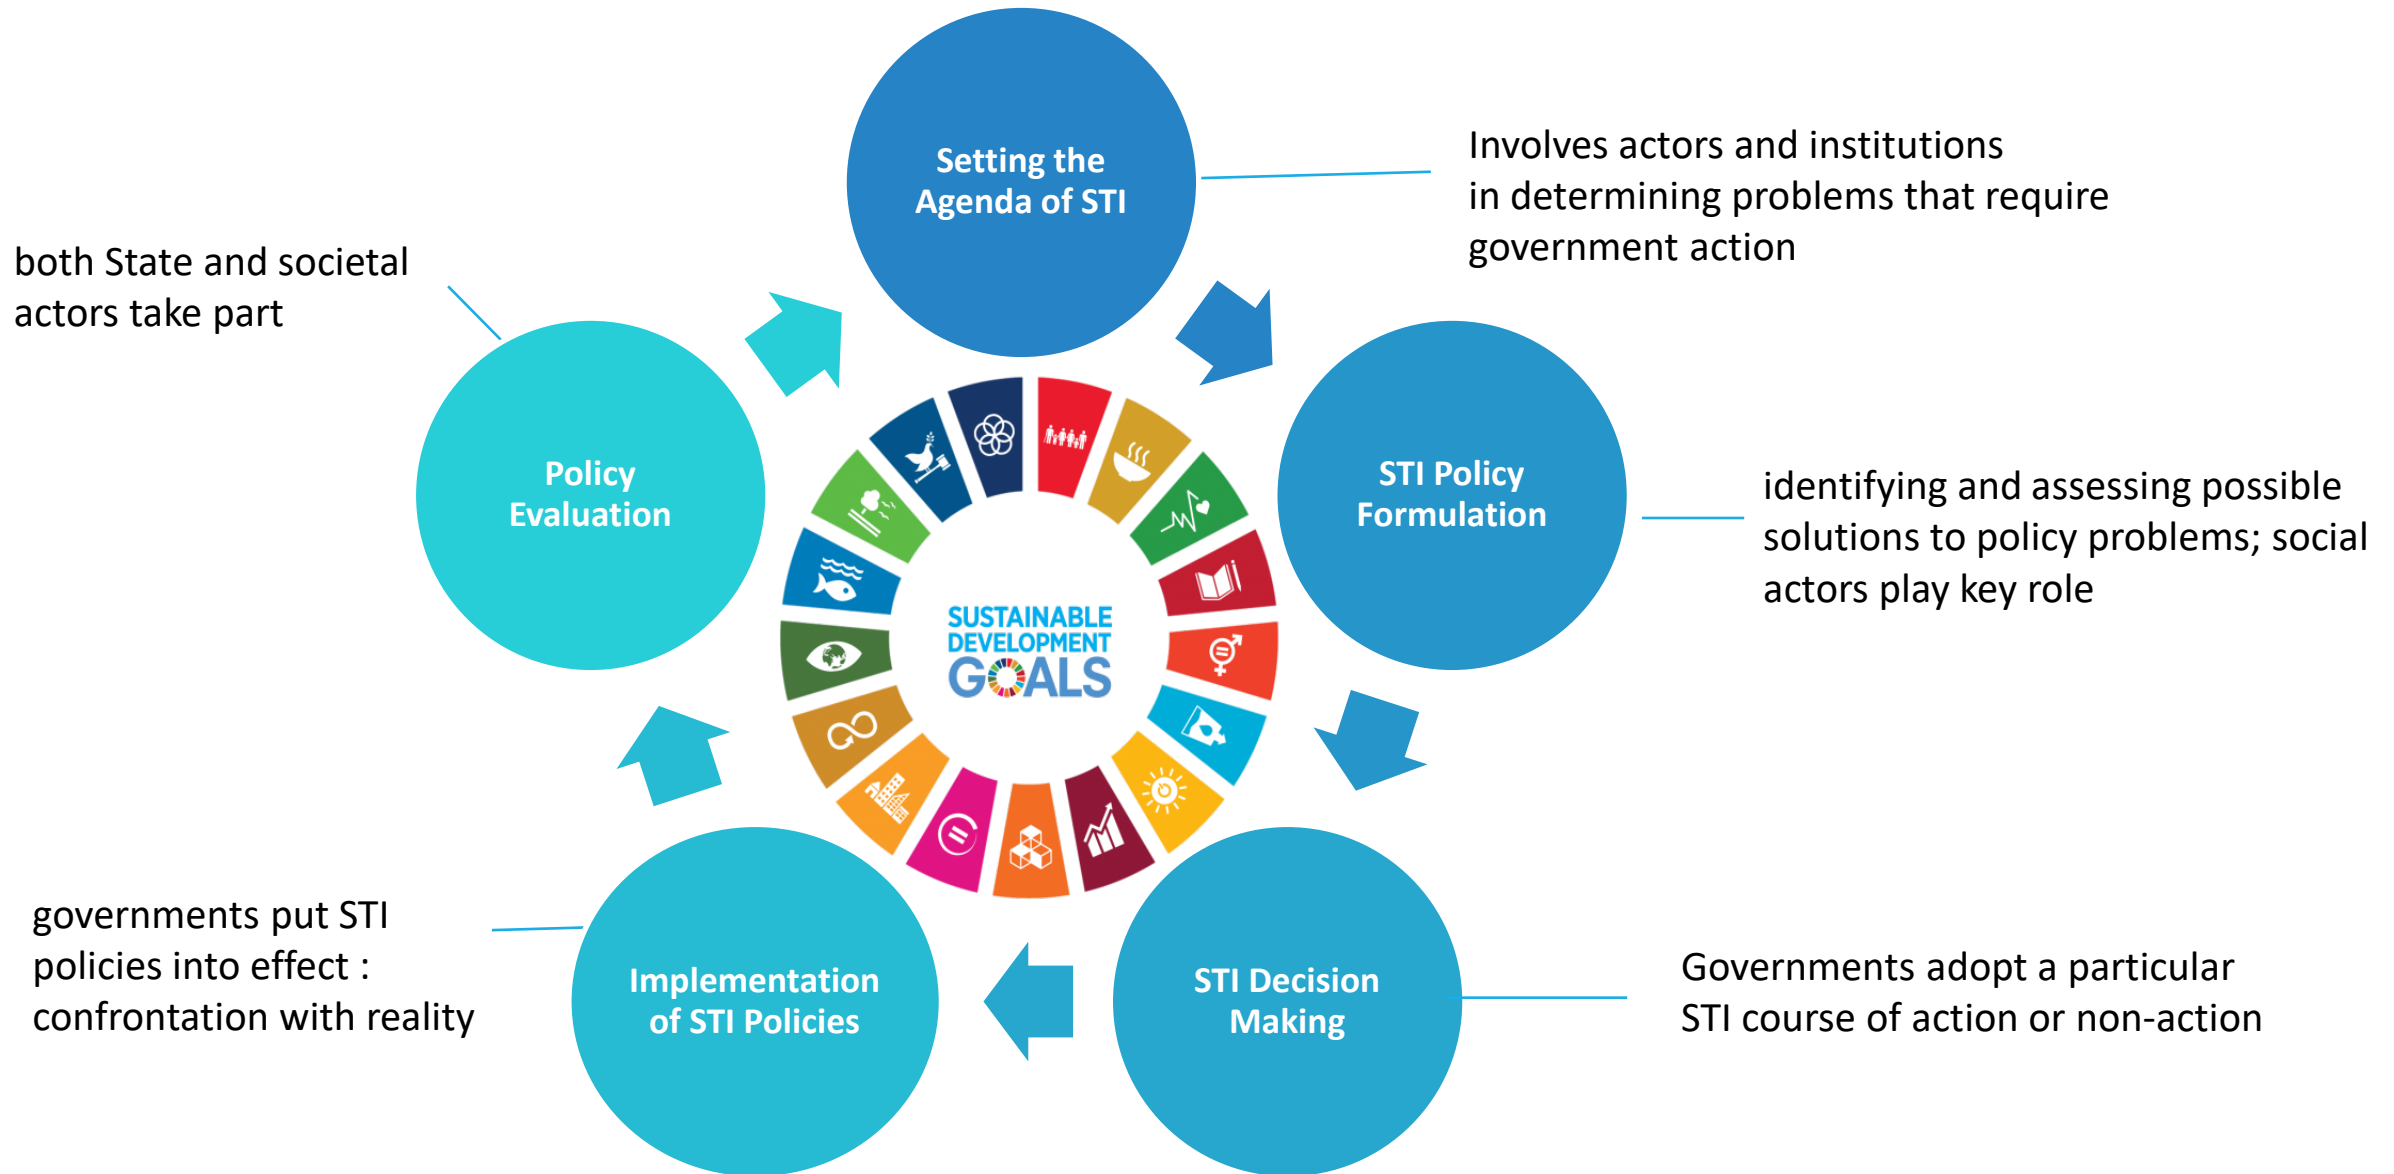 Setting the
Agenda of STI
Involves actors and institutions
in determining problems that require
government action
STI Policy
Formulation
identifying and assessing possible
solutions to policy problems; social
actors play key role
STI Decision
Making
Governments adopt a particular
STI course of action or non-action
Implementation
of STI Policies
governments put STI
policies into effect :
confrontation with reality
Policy
Evaluation
both State and societal
actors take part
SUSTAINABLE
DEVELOPMENT
GOALS